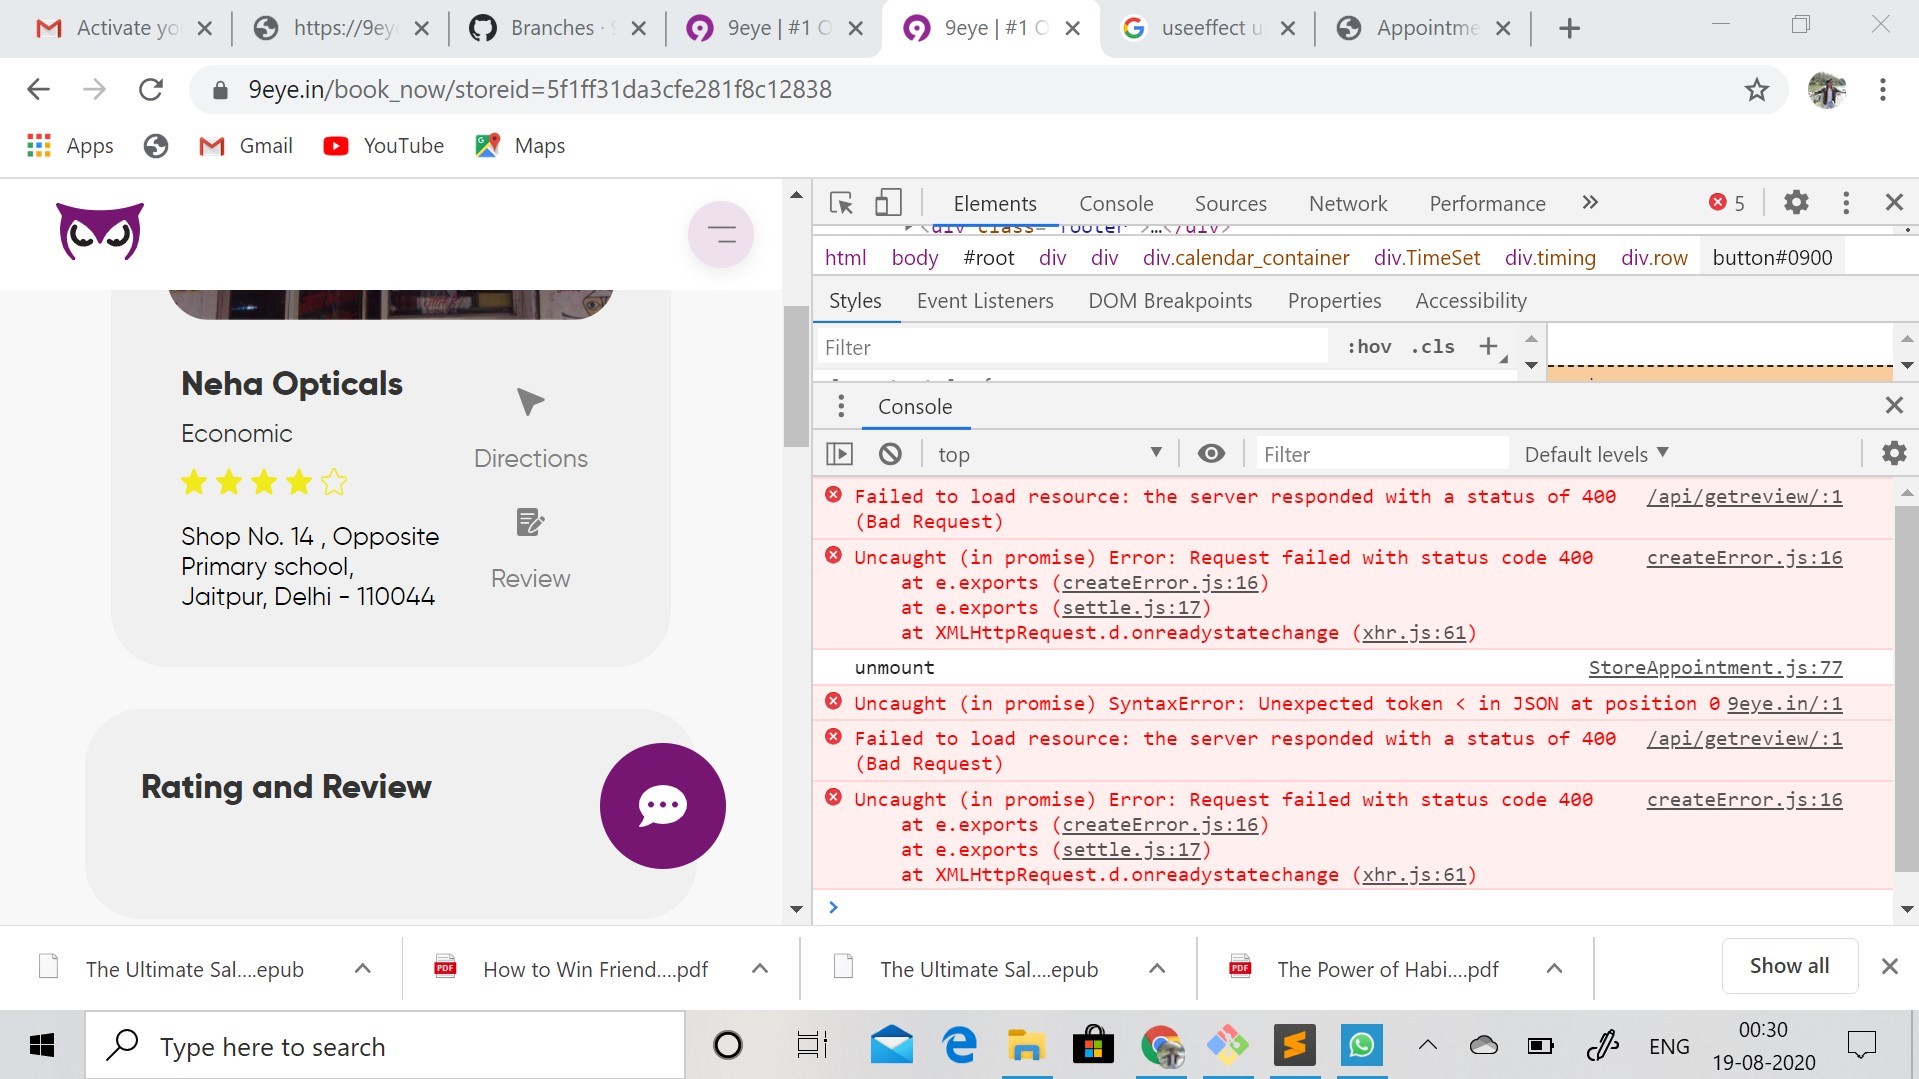 Activate yo
https://9ey
Branches · 9
9eye | #1 O
9eye | #1 O
useeffect u
Appointme
9eye.in/book_now/storeid=5f1ff31da3cfe281f8c12838
Apps
Gmail
YouTube
Maps
Neha Opticals
Economic
Directions
Shop No. 14 , Opposite
Primary school,
Jaitpur, Delhi - 110044
Review
Rating and Review
Elements Console Sources Network Performance » 5
▸<div class="footer">…</div>
html body #root div div div.calendar_container div.TimeSet div.timing div.row button#0900
Styles Event Listeners DOM Breakpoints Properties Accessibility
Filter :hov .cls +
Console
top Filter Default levels
Failed to load resource: the server responded with a status of 400 /api/getreview/:1
(Bad Request)
Uncaught (in promise) Error: Request failed with status code 400 createError.js:16
at e.exports (createError.js:16)
at e.exports (settle.js:17)
at XMLHttpRequest.d.onreadystatechange (xhr.js:61)
unmount StoreAppointment.js:77
Uncaught (in promise) SyntaxError: Unexpected token < in JSON at position 0 9eye.in/:1
Failed to load resource: the server responded with a status of 400 /api/getreview/:1
(Bad Request)
Uncaught (in promise) Error: Request failed with status code 400 createError.js:16
at e.exports (createError.js:16)
at e.exports (settle.js:17)
at XMLHttpRequest.d.onreadystatechange (xhr.js:61)
The Ultimate Sal....epub
PDF How to Win Friend....pdf
The Ultimate Sal....epub
PDF The Power of Habi....pdf
Show all
Type here to search
ENG
00:30
19-08-2020